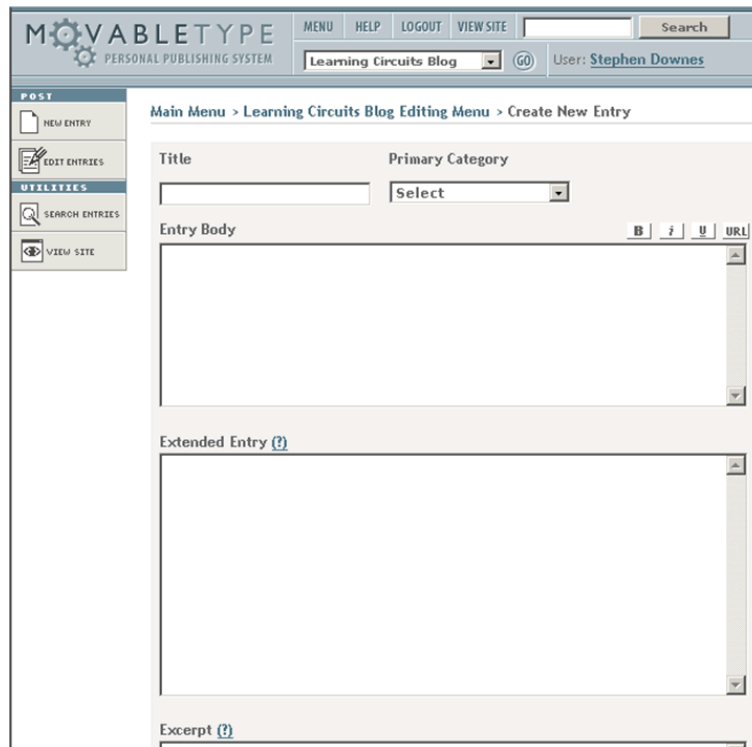 MOVABLETYPE
PERSONAL PUBLISHING SYSTEM
MENU HELP LOGOUT VIEW SITE Search
Learning Circuits Blog GO User: Stephen Downes
POST
NEW ENTRY
EDIT ENTRIES
UTILITIES
SEARCH ENTRIES
VIEW SITE
Main Menu > Learning Circuits Blog Editing Menu > Create New Entry
Title Primary Category
Select
Entry Body B i U URL
Extended Entry (?)
Excerpt (?)